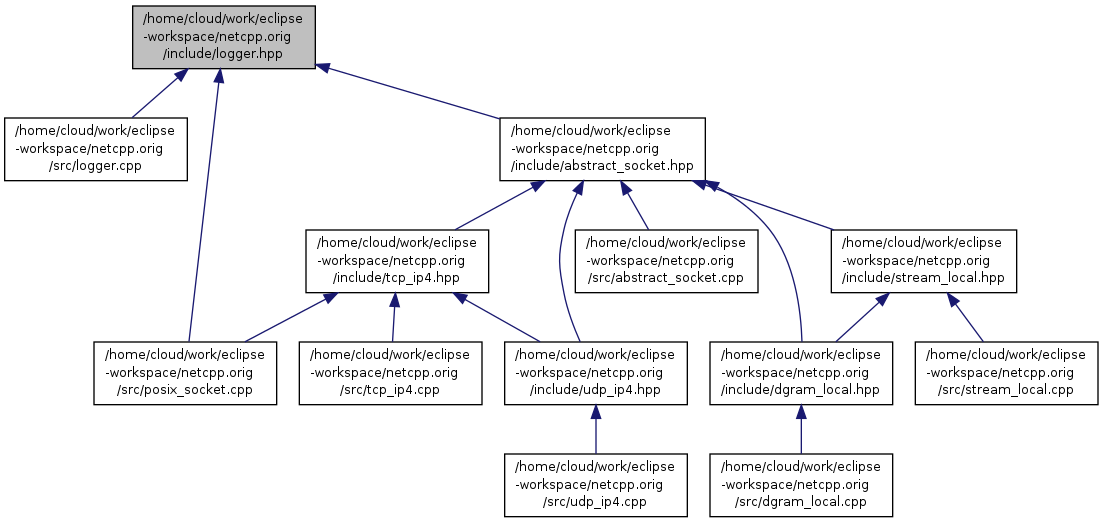 /home/cloud/work/eclipse
-workspace/netcpp.orig
/include/logger.hpp
/home/cloud/work/eclipse
-workspace/netcpp.orig
/src/logger.cpp
/home/cloud/work/eclipse
-workspace/netcpp.orig
/include/abstract_socket.hpp
/home/cloud/work/eclipse
-workspace/netcpp.orig
/include/tcp_ip4.hpp
/home/cloud/work/eclipse
-workspace/netcpp.orig
/src/abstract_socket.cpp
/home/cloud/work/eclipse
-workspace/netcpp.orig
/include/stream_local.hpp
/home/cloud/work/eclipse
-workspace/netcpp.orig
/src/posix_socket.cpp
/home/cloud/work/eclipse
-workspace/netcpp.orig
/src/tcp_ip4.cpp
/home/cloud/work/eclipse
-workspace/netcpp.orig
/include/udp_ip4.hpp
/home/cloud/work/eclipse
-workspace/netcpp.orig
/include/dgram_local.hpp
/home/cloud/work/eclipse
-workspace/netcpp.orig
/src/stream_local.cpp
/home/cloud/work/eclipse
-workspace/netcpp.orig
/src/udp_ip4.cpp
/home/cloud/work/eclipse
-workspace/netcpp.orig
/src/dgram_local.cpp